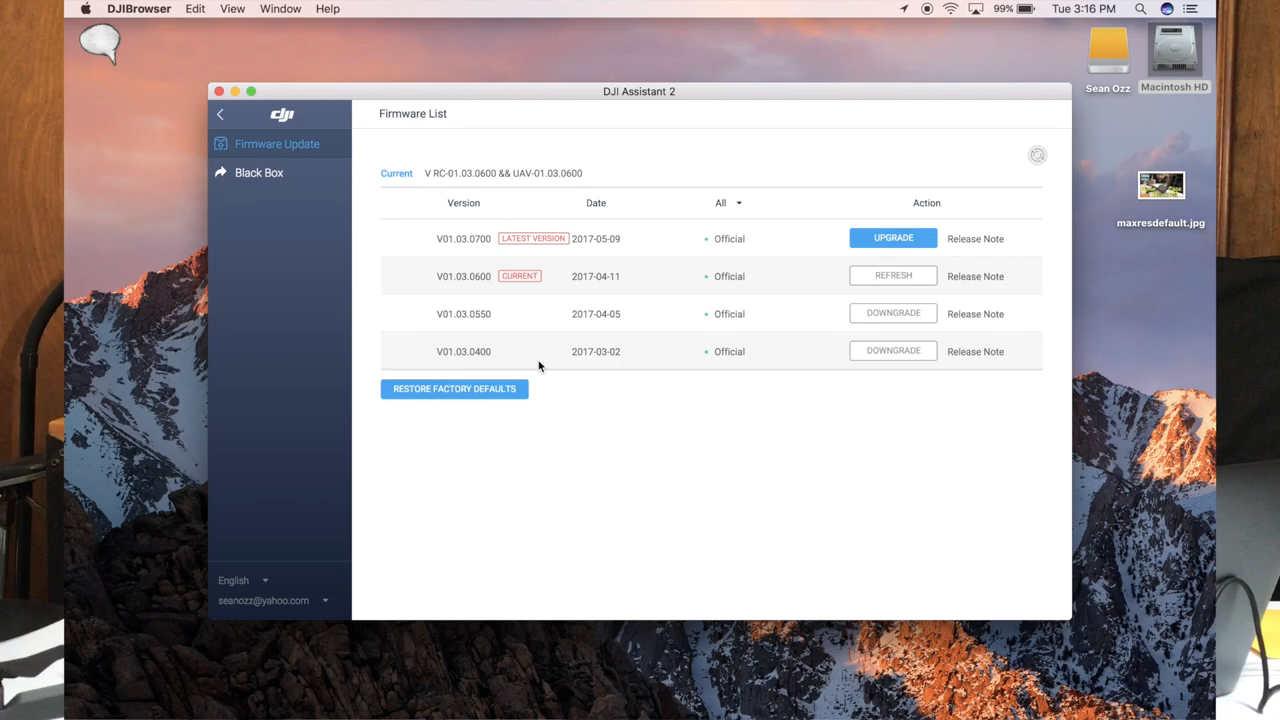 DJIBrowser Edit View Window Help 99% Tue 3:16 PM
Sean Ozz
Macintosh HD
maxresdefault.jpg
DJI Assistant 2
dji
Firmware List
Firmware Update
Black Box
Current V RC-01.03.0600 && UAV-01.03.0600
Version Date All Action
V01.03.0700 LATEST VERSION 2017-05-09 Official UPGRADE Release Note
V01.03.0600 CURRENT 2017-04-11 Official REFRESH Release Note
V01.03.0550 2017-04-05 Official DOWNGRADE Release Note
V01.03.0400 2017-03-02 Official DOWNGRADE Release Note
RESTORE FACTORY DEFAULTS
English
seanozz@yahoo.com